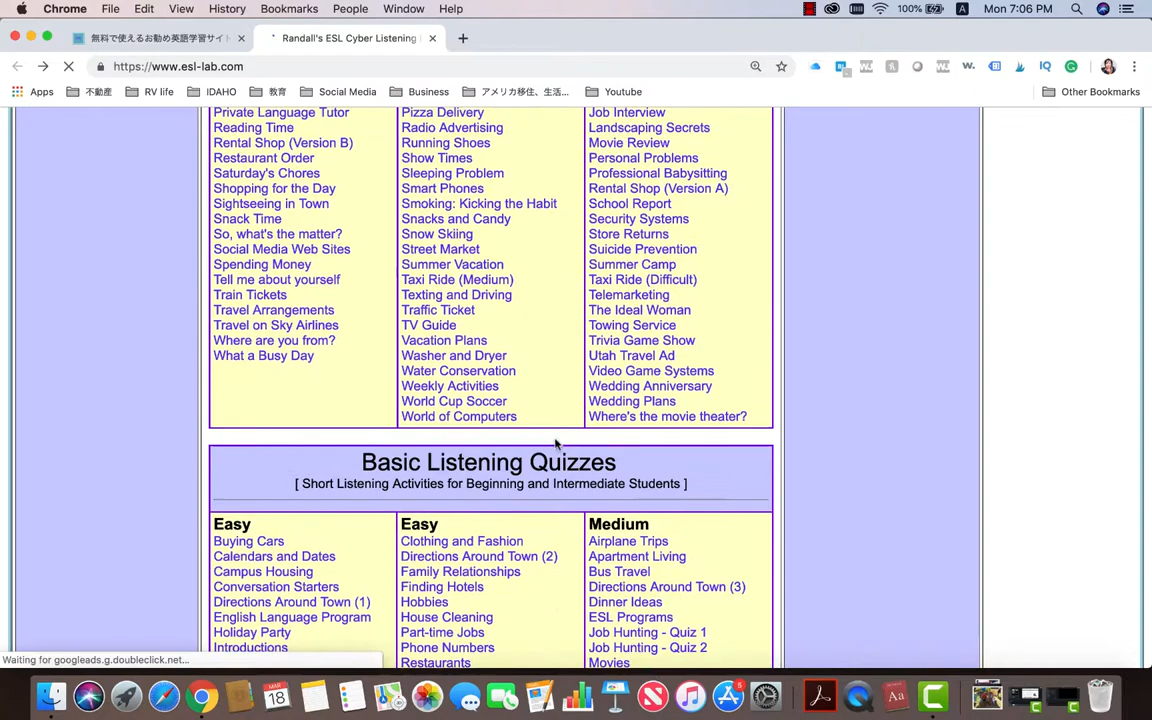 Chrome File Edit View History Bookmarks People Window Help 100% Mon 7:06 PM
無料で使えるお勧め英語学習サイト
Randall's ESL Cyber Listening
https://www.esl-lab.com
Apps 不動産 RV life IDAHO 教育 Social Media Business アメリカ移住、生活... Youtube Other Bookmarks
Private Language Tutor
Reading Time
Rental Shop (Version B)
Restaurant Order
Saturday's Chores
Shopping for the Day
Sightseeing in Town
Snack Time
So, what's the matter?
Social Media Web Sites
Spending Money
Tell me about yourself
Train Tickets
Travel Arrangements
Travel on Sky Airlines
Where are you from?
What a Busy Day
Pizza Delivery
Radio Advertising
Running Shoes
Show Times
Sleeping Problem
Smart Phones
Smoking: Kicking the Habit
Snacks and Candy
Snow Skiing
Street Market
Summer Vacation
Taxi Ride (Medium)
Texting and Driving
Traffic Ticket
TV Guide
Vacation Plans
Washer and Dryer
Water Conservation
Weekly Activities
World Cup Soccer
World of Computers
Job Interview
Landscaping Secrets
Movie Review
Personal Problems
Professional Babysitting
Rental Shop (Version A)
School Report
Security Systems
Store Returns
Suicide Prevention
Summer Camp
Taxi Ride (Difficult)
Telemarketing
The Ideal Woman
Towing Service
Trivia Game Show
Utah Travel Ad
Video Game Systems
Wedding Anniversary
Wedding Plans
Where's the movie theater?
Basic Listening Quizzes
[ Short Listening Activities for Beginning and Intermediate Students ]
Easy
Buying Cars
Calendars and Dates
Campus Housing
Conversation Starters
Directions Around Town (1)
English Language Program
Holiday Party
Introductions
Easy
Clothing and Fashion
Directions Around Town (2)
Family Relationships
Finding Hotels
Hobbies
House Cleaning
Part-time Jobs
Phone Numbers
Restaurants
Medium
Airplane Trips
Apartment Living
Bus Travel
Directions Around Town (3)
Dinner Ideas
ESL Programs
Job Hunting - Quiz 1
Job Hunting - Quiz 2
Movies
Waiting for googleads.g.doubleclick.net...